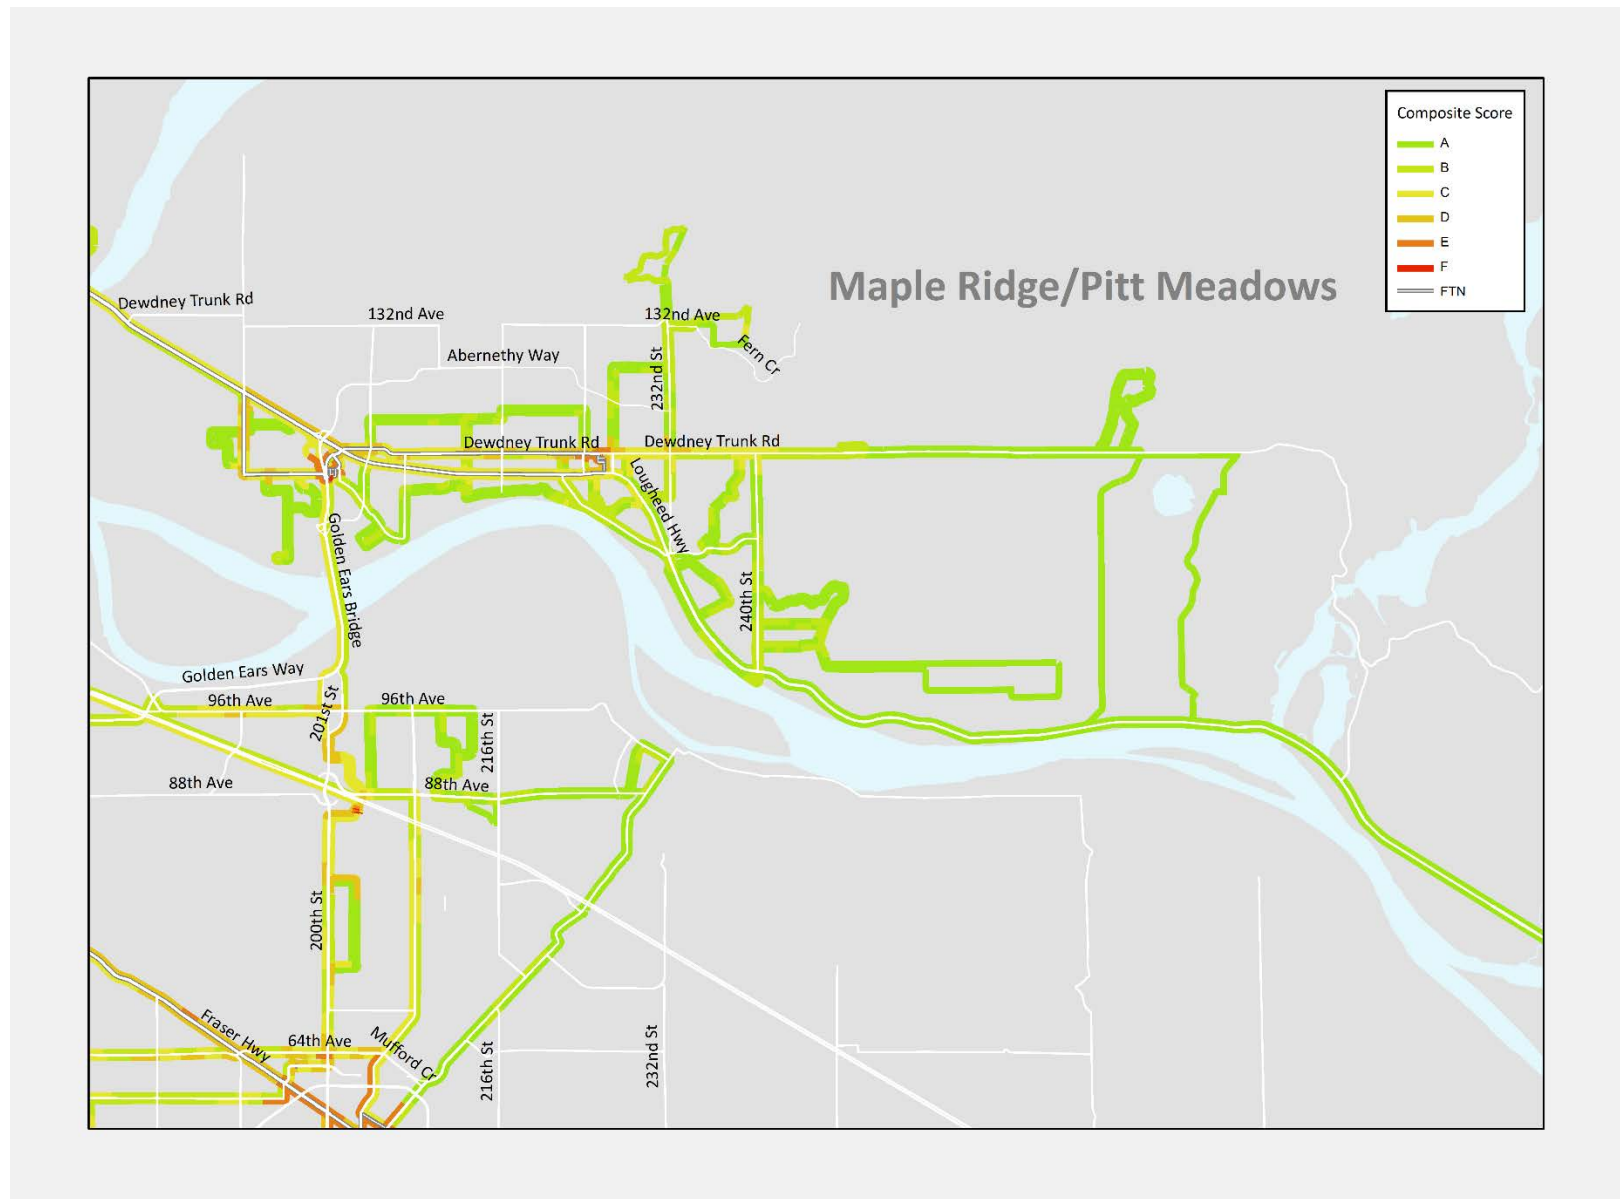 Composite Score
A
B
C
D
E
F
FTN
Maple Ridge/Pitt Meadows
Dewdney Trunk Rd
132nd Ave
132nd Ave
Fern Cr
Abernethy Way
232nd St
Dewdney Trunk Rd
Dewdney Trunk Rd
Lougheed Hwy
Golden Ears Bridge
240th St
Golden Ears Way
96th Ave
96th Ave
201st St
216th St
88th Ave
88th Ave
200th St
Fraser Hwy
64th Ave
Mufford Cr
216th St
232nd St